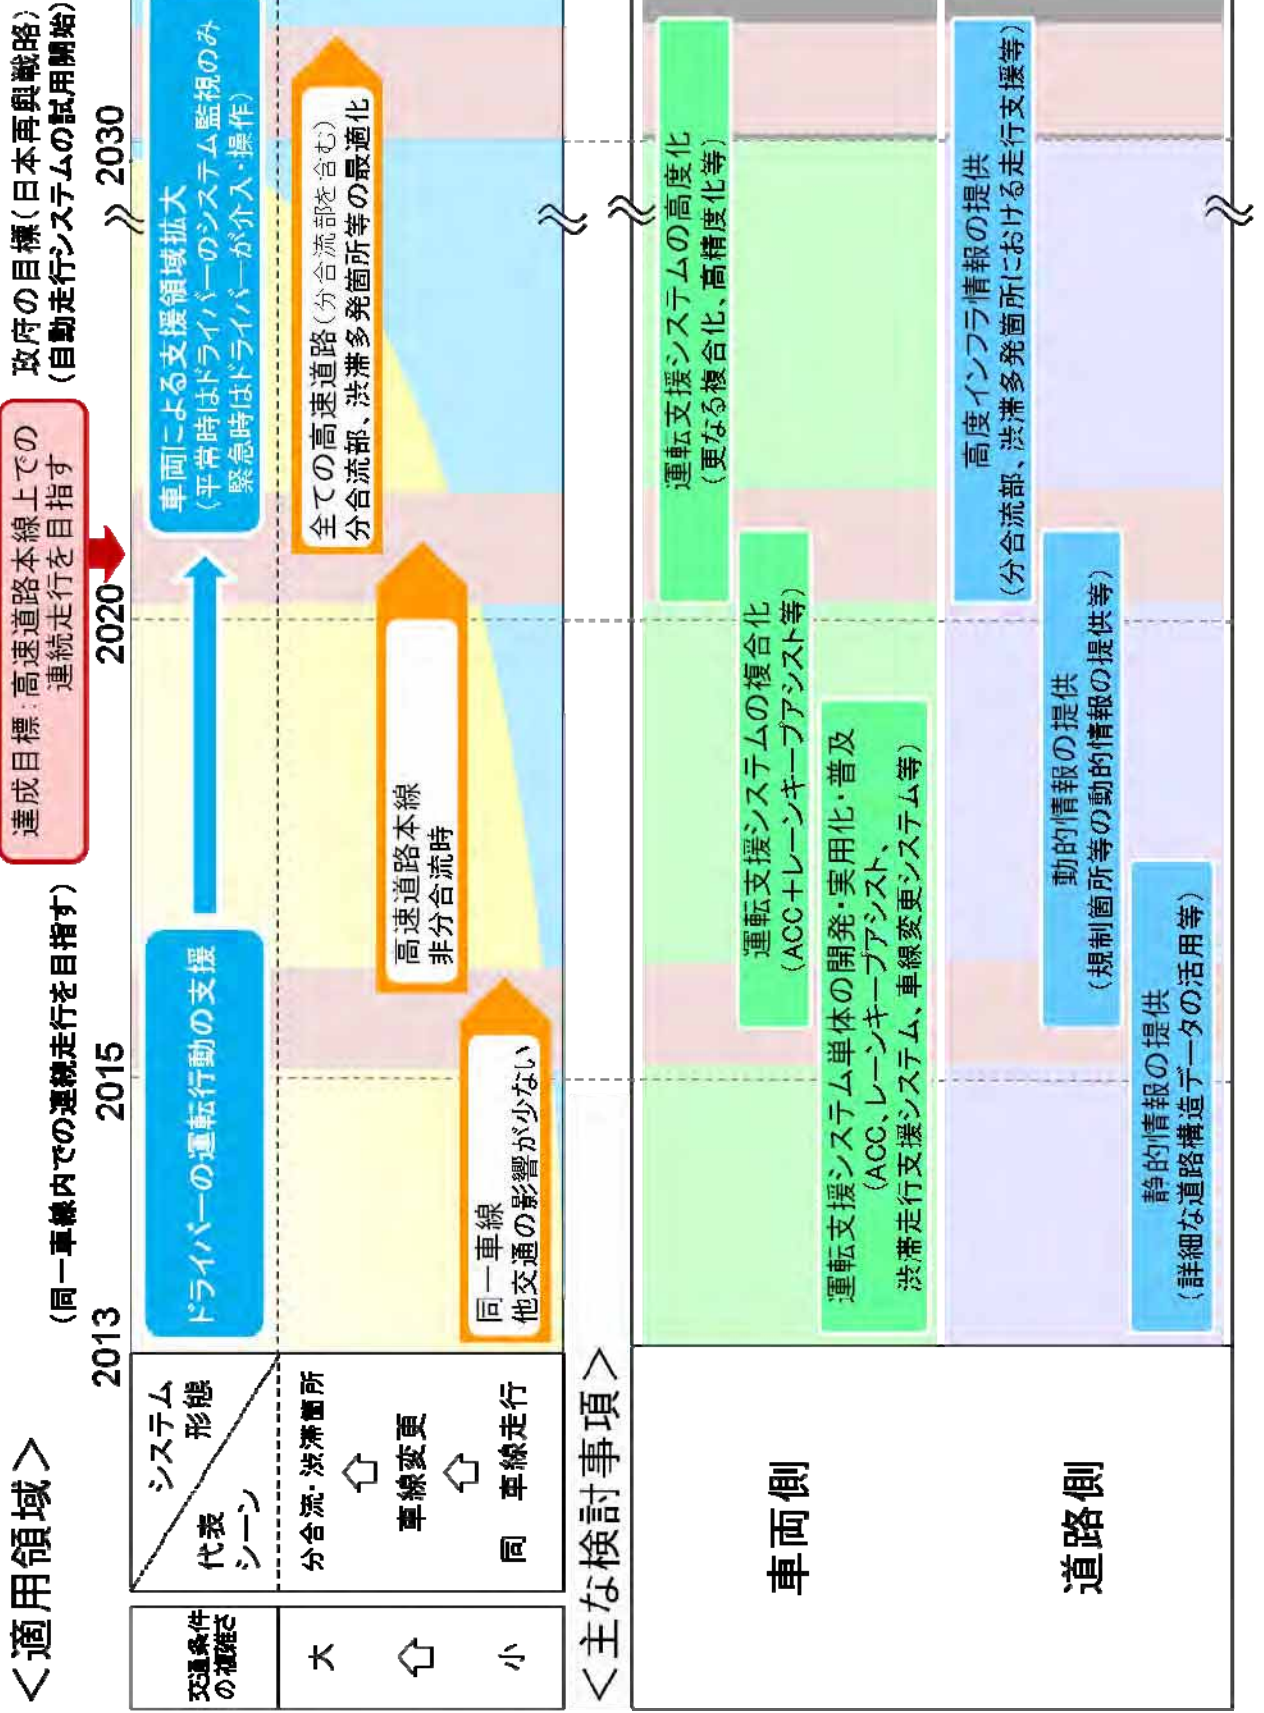 ＜適用領域＞
（同一車線内での連続走行を目指す）
達成目標：高速道路本線上での
連続走行を目指す
政府の目標（日本再興戦略）
（自動走行システムの試用開始）
2013
2015
2020
2030
交通条件
の複雑さ
システム
形態
代表
シーン
ドライバーの運転行動の支援
車両による支援領域拡大
（平常時はドライバーのシステム監視のみ
緊急時はドライバーが介入・操作）
大
小
分合流・渋滞箇所
車線変更
同一車線走行
同一車線
他交通の影響が少ない
高速道路本線
非分合流時
全ての高速道路（分合流部を含む）
分合流部、渋滞多発箇所等の最適化
＜主な検討事項＞
車両側
運転支援システムの高度化
（更なる複合化、高精度化等）
運転支援システムの複合化
（ACC＋レーンキープアシスト等）
運転支援システム単体の開発・実用化・普及
（ACC、レーンキープアシスト、
渋滞走行支援システム、車線変更システム等）
道路側
高度インフラ情報の提供
（分合流部、渋滞多発箇所における走行支援等）
動的情報の提供
（規制箇所等の動的情報の提供等）
静的情報の提供
（詳細な道路構造データの活用等）